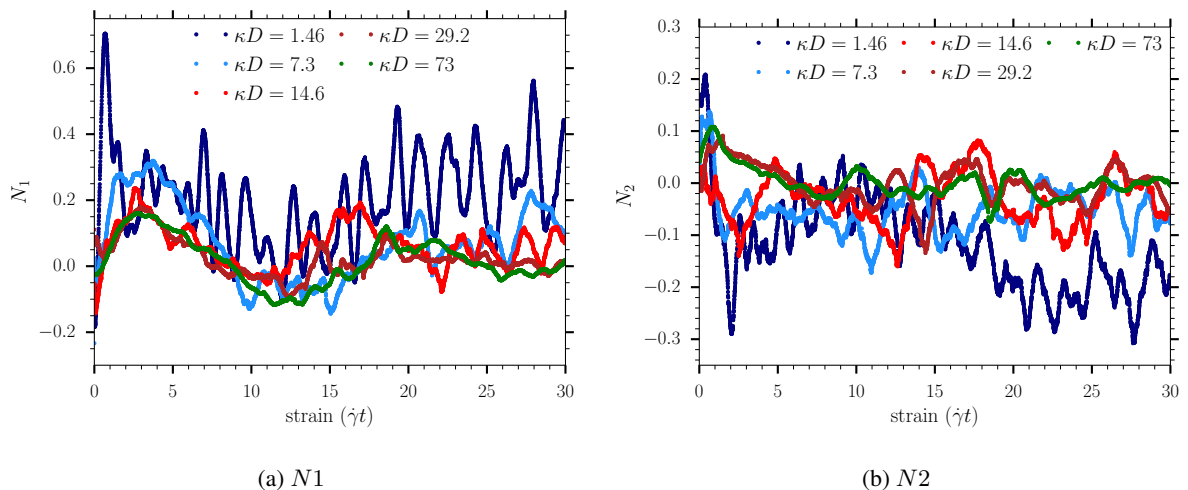 κD = 1.46 κD = 29.2
κD = 7.3 κD = 73
κD = 14.6
0.6
0.4
0.2
0.0
−0.2
N₁
0 5 10 15 20 25 30
strain (γ̇t)
(a) N1
κD = 1.46 κD = 14.6 κD = 73
κD = 7.3 κD = 29.2
0.3
0.2
0.1
0.0
−0.1
−0.2
−0.3
N₂
0 5 10 15 20 25 30
strain (γ̇t)
(b) N2